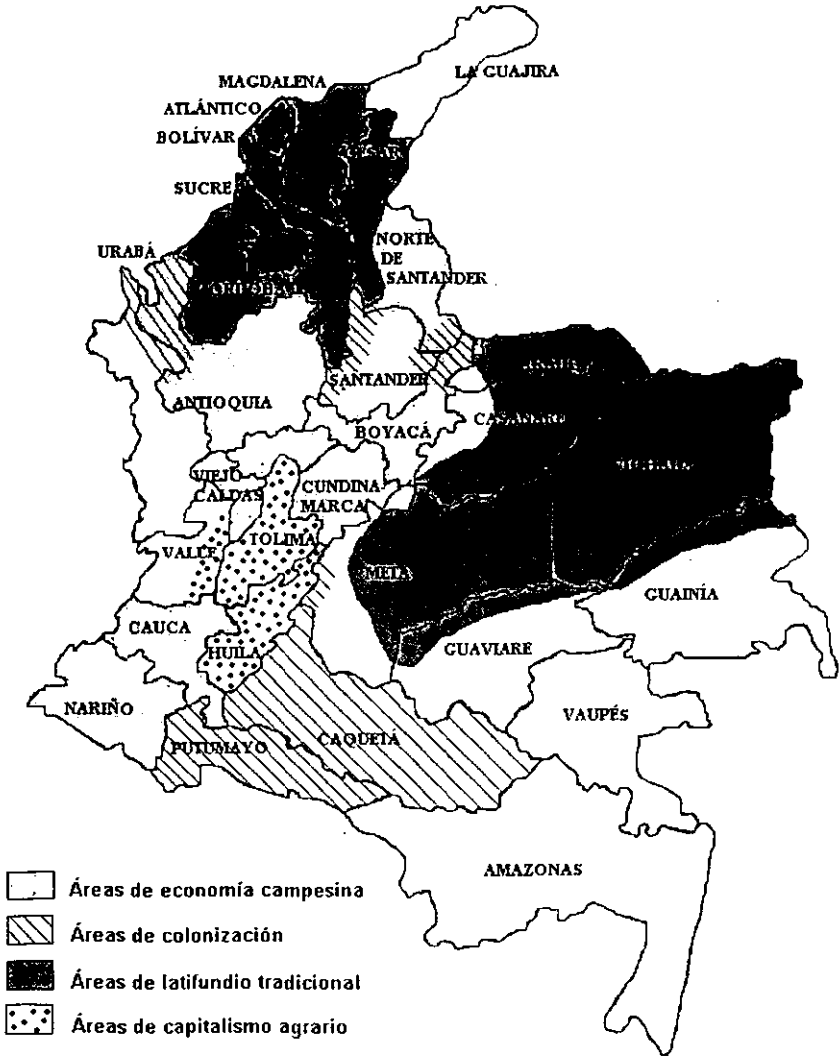 LA GUAJIRA
MAGDALENA
ATLÁNTICO
BOLÍVAR
SUCRE
NORTE
DE
SANTANDER
URABÁ
SANTANDER
ANTIOQUIA
BOYACÁ
CASANARE
VIEJO
CALDAS
CUNDINA
MARCA
TOLIMA
VALLE
META
GUAINÍA
CAUCA
HUILA
GUAVIARE
NARIÑO
VAUPÉS
CAQUETÁ
PUTUMAYO
AMAZONAS
Áreas de economía campesina
Áreas de colonización
Áreas de latifundio tradicional
Áreas de capitalismo agrario